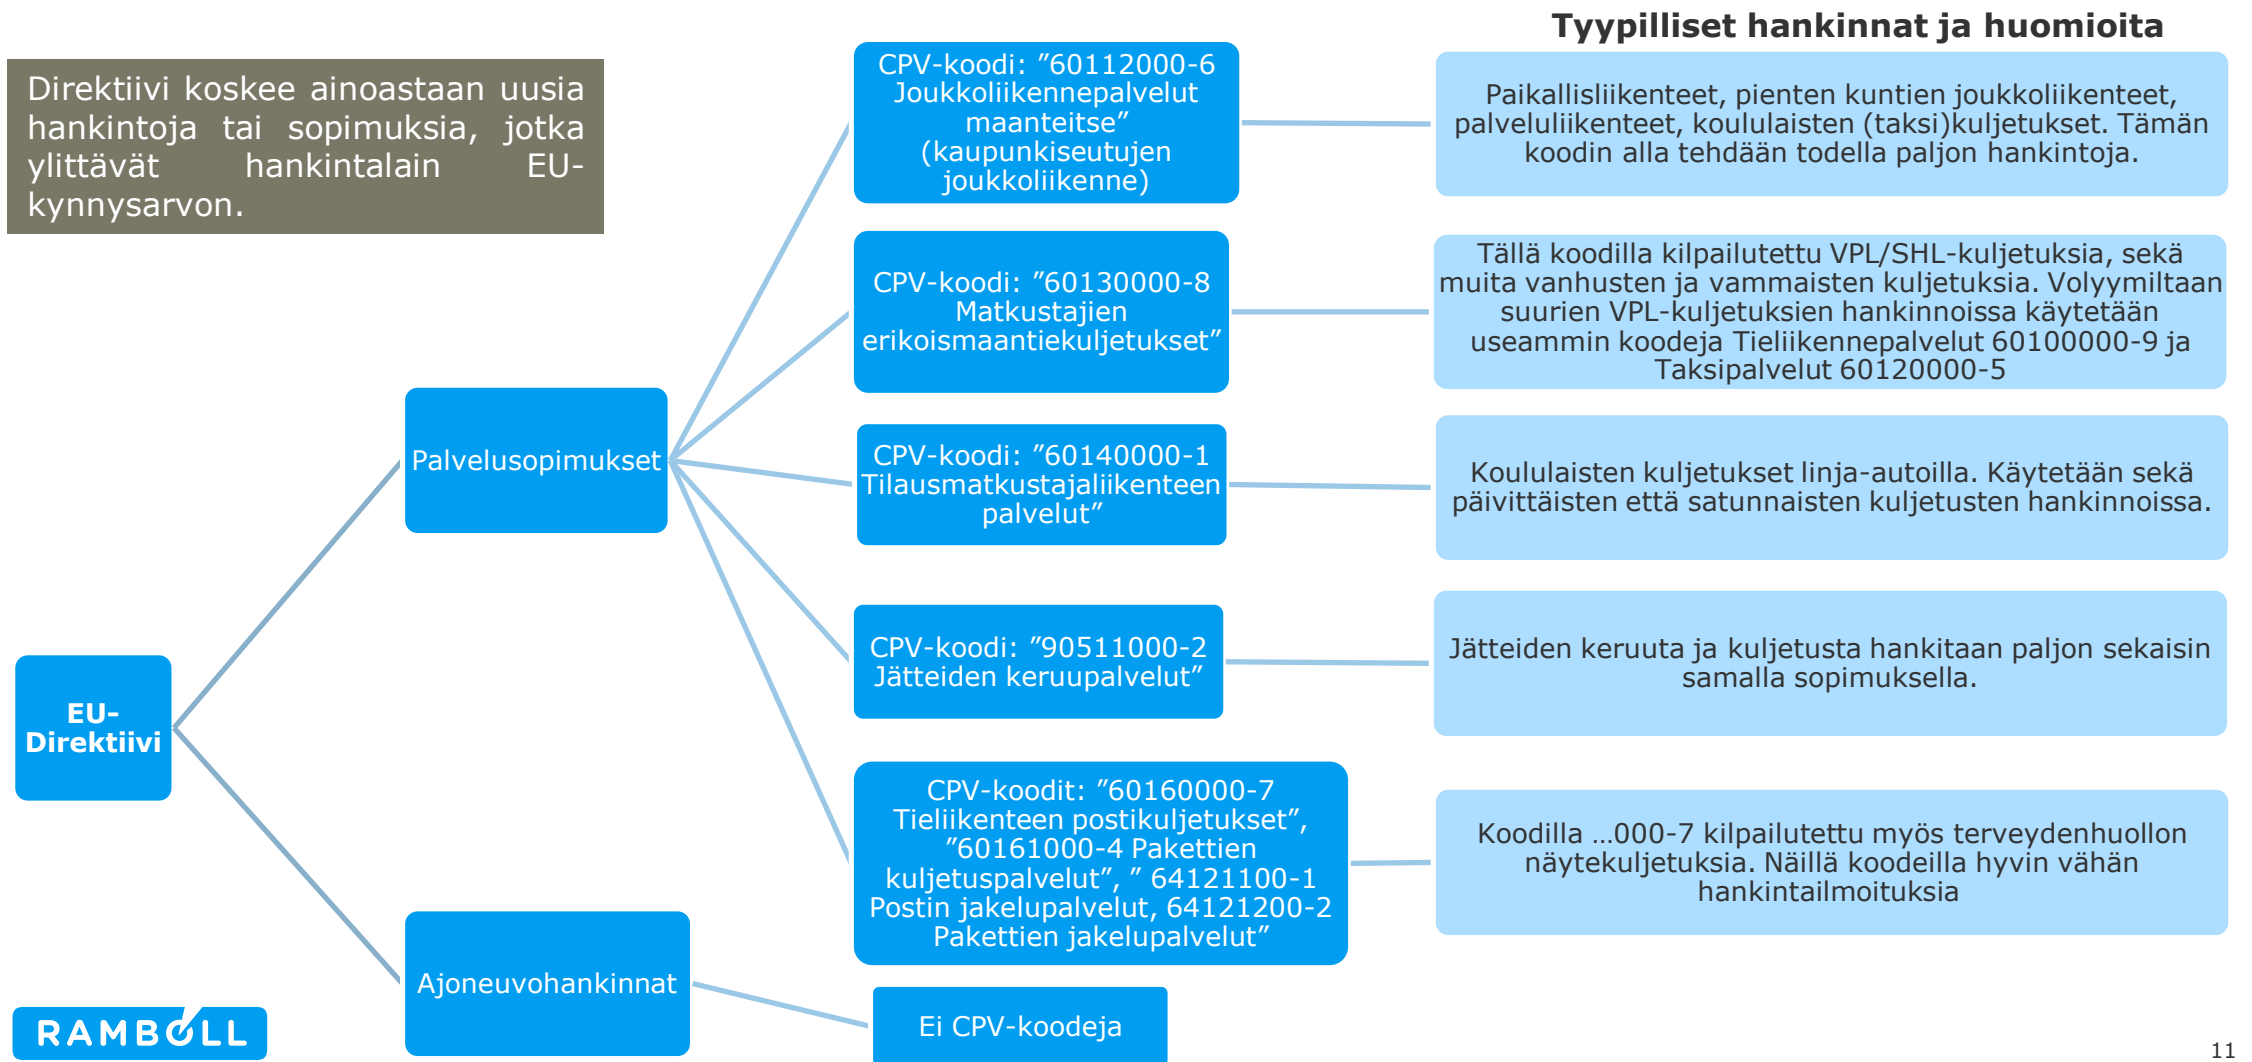 Tyypilliset hankinnat ja huomioita
Direktiivi koskee ainoastaan uusia
hankintoja tai sopimuksia, jotka
ylittävät hankintalain EU-
kynnysarvon.
EU-
Direktiivi
Palvelusopimukset
CPV-koodi: ”60112000-6
Joukkoliikennepalvelut
maanteitse”
(kaupunkiseutujen
joukkoliikenne)
Paikallisliikenteet, pienten kuntien joukkoliikenteet,
palveluliikenteet, koululaisten (taksi)kuljetukset. Tämän
koodin alla tehdään todella paljon hankintoja.
CPV-koodi: ”60130000-8
Matkustajien
erikoismaantiekuljetukset”
Tällä koodilla kilpailutettu VPL/SHL-kuljetuksia, sekä
muita vanhusten ja vammaisten kuljetuksia. Volyymiltaan
suurien VPL-kuljetuksien hankinnoissa käytetään
useammin koodeja Tieliikennepalvelut 60100000-9 ja
Taksipalvelut 60120000-5
CPV-koodi: ”60140000-1
Tilausmatkustajaliikenteen
palvelut”
Koululaisten kuljetukset linja-autoilla. Käytetään sekä
päivittäisten että satunnaisten kuljetusten hankinnoissa.
CPV-koodi: ”90511000-2
Jätteiden keruupalvelut”
Jätteiden keruuta ja kuljetusta hankitaan paljon sekaisin
samalla sopimuksella.
CPV-koodit: ”60160000-7
Tieliikenteen postikuljetukset”,
”60161000-4 Pakettien
kuljetuspalvelut”, ” 64121100-1
Postin jakelupalvelut, 64121200-2
Pakettien jakelupalvelut”
Koodilla …000-7 kilpailutettu myös terveydenhuollon
näytekuljetuksia. Näillä koodeilla hyvin vähän
hankintailmoituksia
Ajoneuvohankinnat
Ei CPV-koodeja
RAMBOLL
11